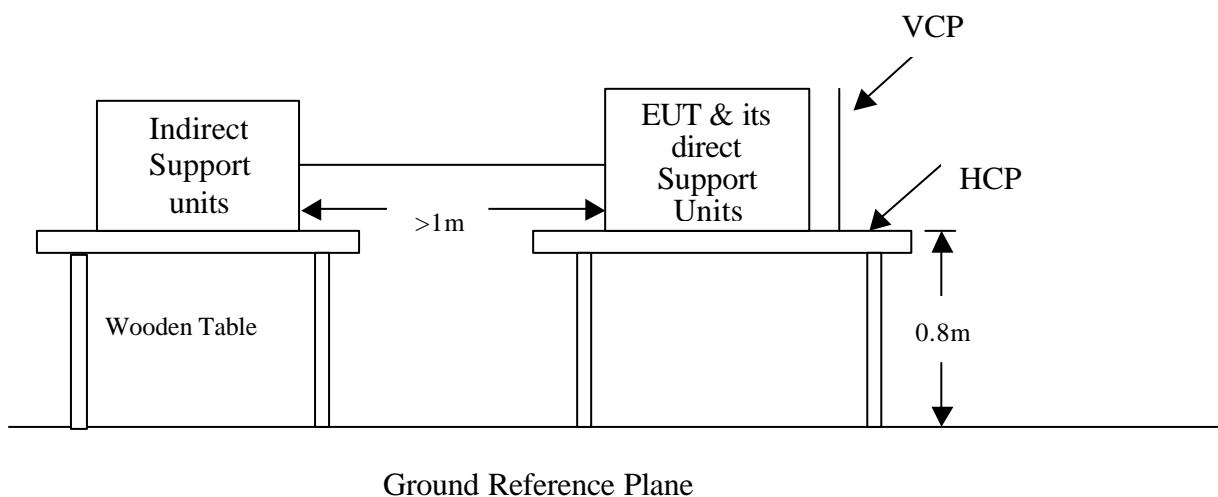 VCP
Indirect
Support
units
EUT & its
direct
Support
Units
HCP
>1m
Wooden Table
0.8m
Ground Reference Plane